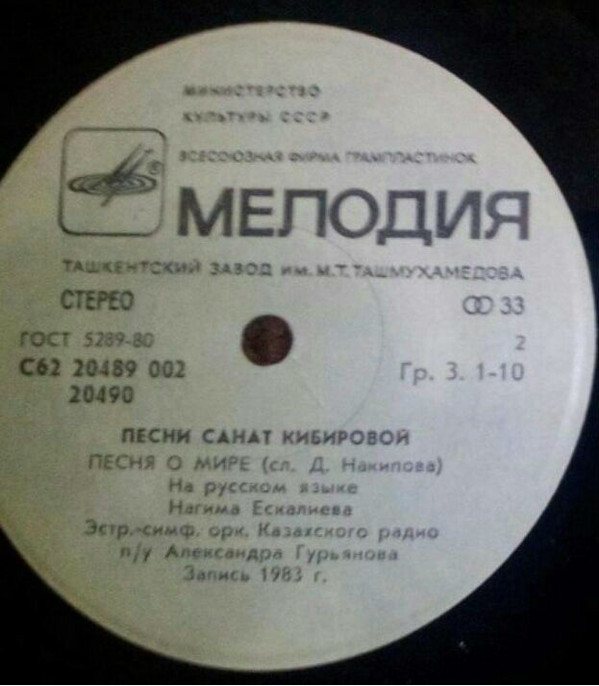 МИНИСТЕРСТВО
КУЛЬТУРЫ СССР
ВСЕСОЮЗНАЯ ФИРМА ГРАМПЛАСТИНОК
®
МЕЛОДИЯ
ТАШКЕНТСКИЙ ЗАВОД ИМ. М.Т. ТАШМУХАМЕДОВА
СТЕРЕО 33
ГОСТ 5289-80 2
С62 20489 002 Гр. 3. 1-10
20490
ПЕСНИ САНАТ КИБИРОВОЙ
ПЕСНЯ О МИРЕ (сл. Д. Накипова)
На русском языке
Нагима Ескалиева
Эстр.-симф. орк. Казахского радио
п/у Александра Гурьянова
Запись 1983 г.